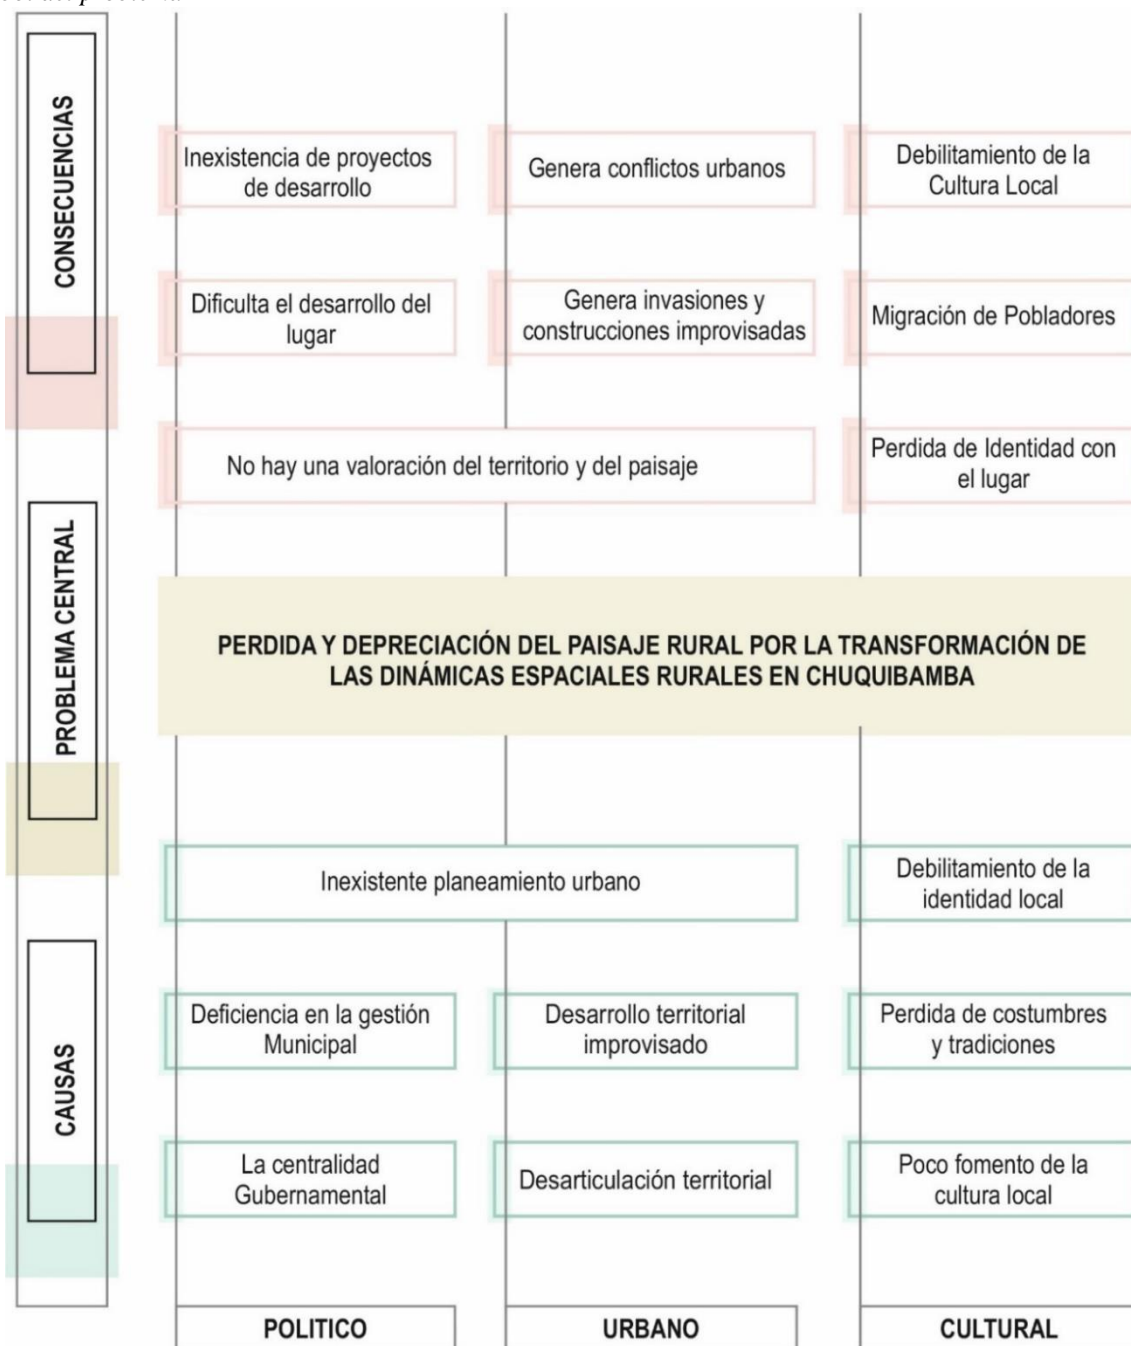 CONSECUENCIAS
Inexistencia de proyectos
de desarrollo
Genera conflictos urbanos
Debilitamiento de la
Cultura Local
Dificulta el desarrollo del
lugar
Genera invasiones y
construcciones improvisadas
Migración de Pobladores
No hay una valoración del territorio y del paisaje
Perdida de Identidad con
el lugar
PROBLEMA CENTRAL
PERDIDA Y DEPRECIACIÓN DEL PAISAJE RURAL POR LA TRANSFORMACIÓN DE
LAS DINÁMICAS ESPACIALES RURALES EN CHUQUIBAMBA
CAUSAS
Inexistente planeamiento urbano
Debilitamiento de la
identidad local
Deficiencia en la gestión
Municipal
Desarrollo territorial
improvisado
Perdida de costumbres
y tradiciones
La centralidad
Gubernamental
Desarticulación territorial
Poco fomento de la
cultura local
POLITICO
URBANO
CULTURAL